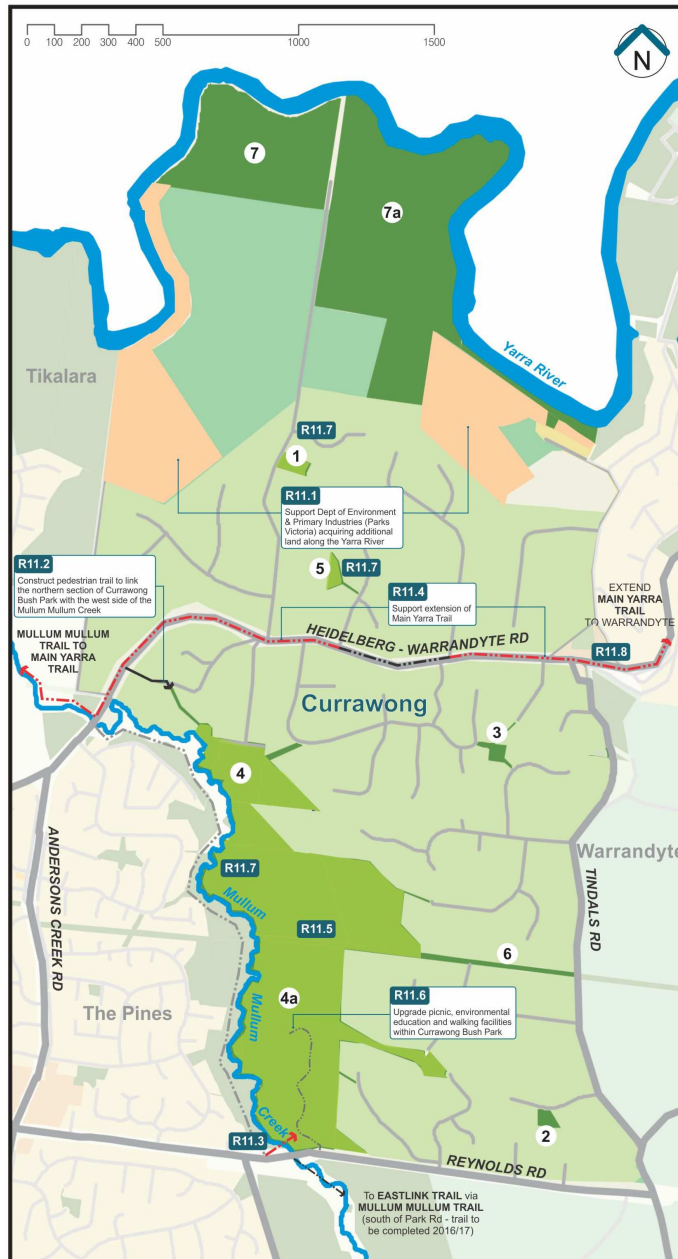 0 100 200 300 400 500 1000 1500
N
7
7a
Yarra River
Tikalara
R11.7
1
R11.1
Support Dept of Environment
& Primary Industries (Parks
Victoria) acquiring additional
land along the Yarra River
R11.2
Construct pedestrian trail to link
the northern section of Currawong
Bush Park with the west side of the
Mullum Mullum Creek
5
R11.7
R11.4
Support extension of
Main Yarra Trail
EXTEND
MAIN YARRA
TRAIL
TO WARRANDYTE
MULLUM MULLUM
TRAIL TO
MAIN YARRA
TRAIL
HEIDELBERG - WARRANDYTE RD
R11.8
Currawong
3
4
ANDERSONS CREEK RD
Warrandyte
TINDALS RD
R11.7
Mullum
R11.5
6
4a
R11.6
Upgrade picnic, environmental
education and walking facilities
within Currawong Bush Park
The Pines
Mullum
Creek
2
R11.3
REYNOLDS RD
To EASTLINK TRAIL via
MULLUM MULLUM TRAIL
(south of Park Rd - trail to
be completed 2016/17)